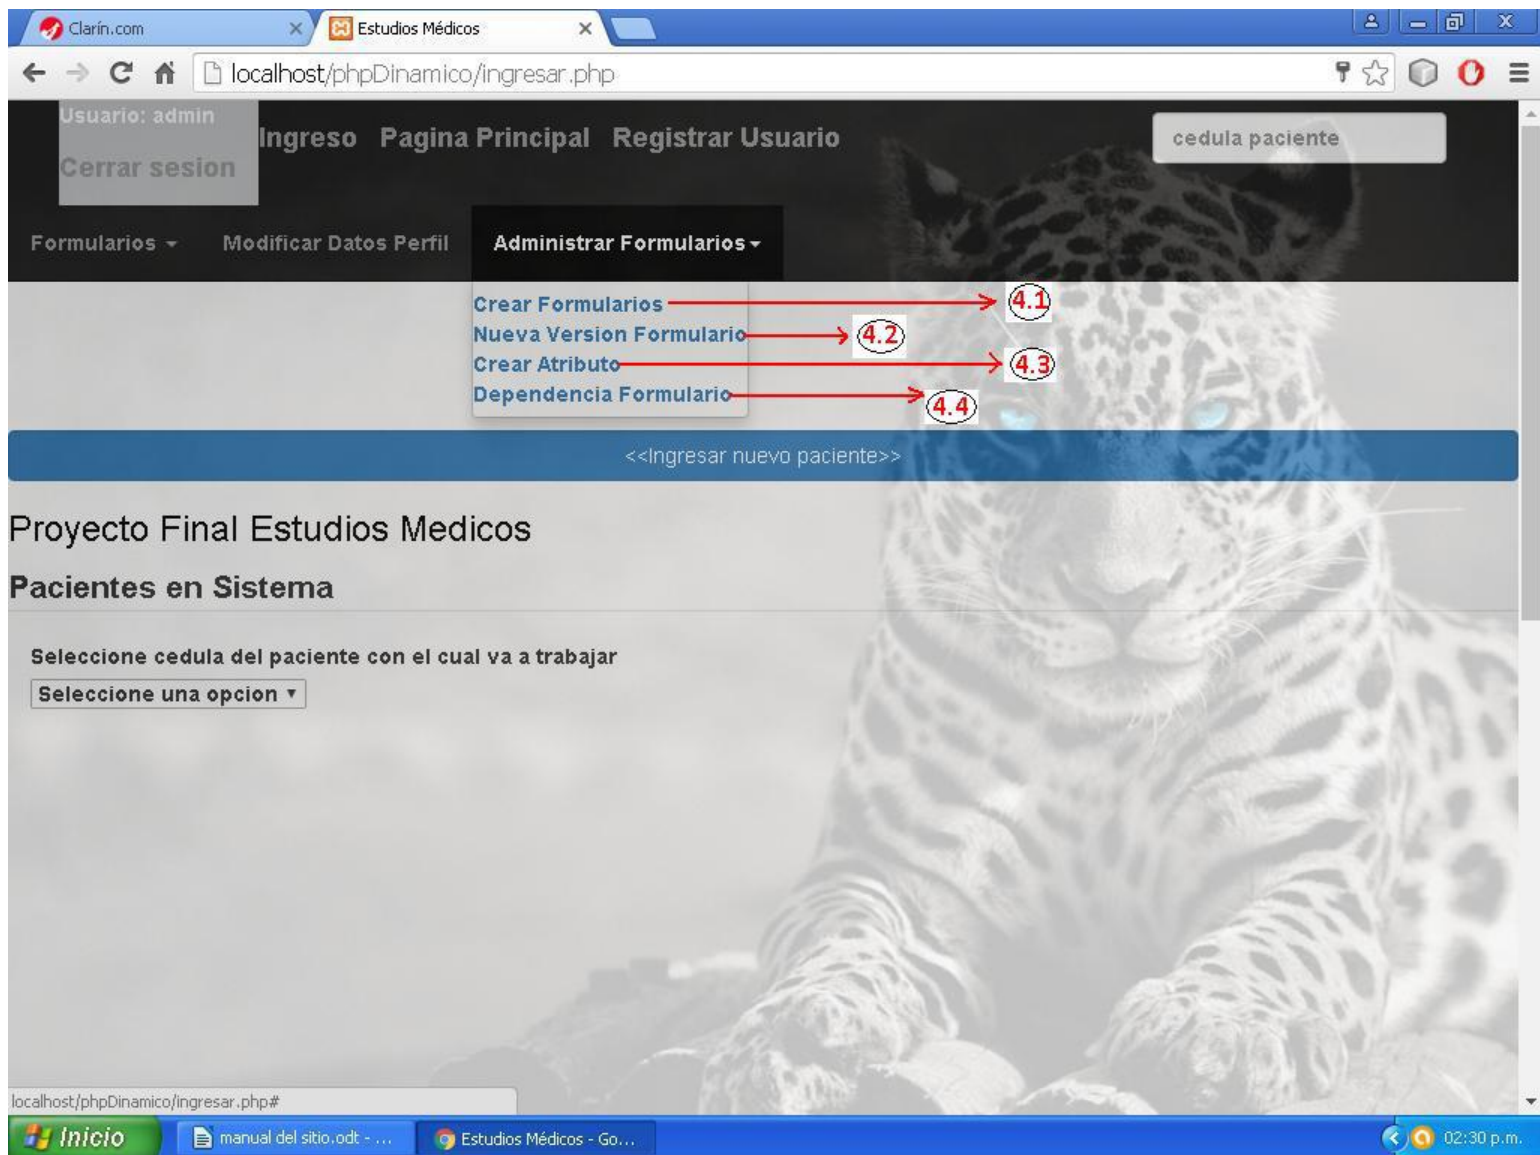 Clarín.com
Estudios Médicos
localhost/phpDinamico/ingresar.php
Usuario: admin
Cerrar sesion
Ingreso Pagina Principal Registrar Usuario
cedula paciente
Formularios Modificar Datos Perfil Administrar Formularios
Crear Formularios 4.1
Nueva Version Formulario 4.2
Crear Atributo 4.3
Dependencia Formulario 4.4
<<Ingresar nuevo paciente>>
Proyecto Final Estudios Medicos
Pacientes en Sistema
Seleccione cedula del paciente con el cual va a trabajar
Seleccione una opcion
localhost/phpDinamico/ingresar.php#
Inicio manual del sitio.odt - ... Estudios Médicos - Go... 02:30 p.m.